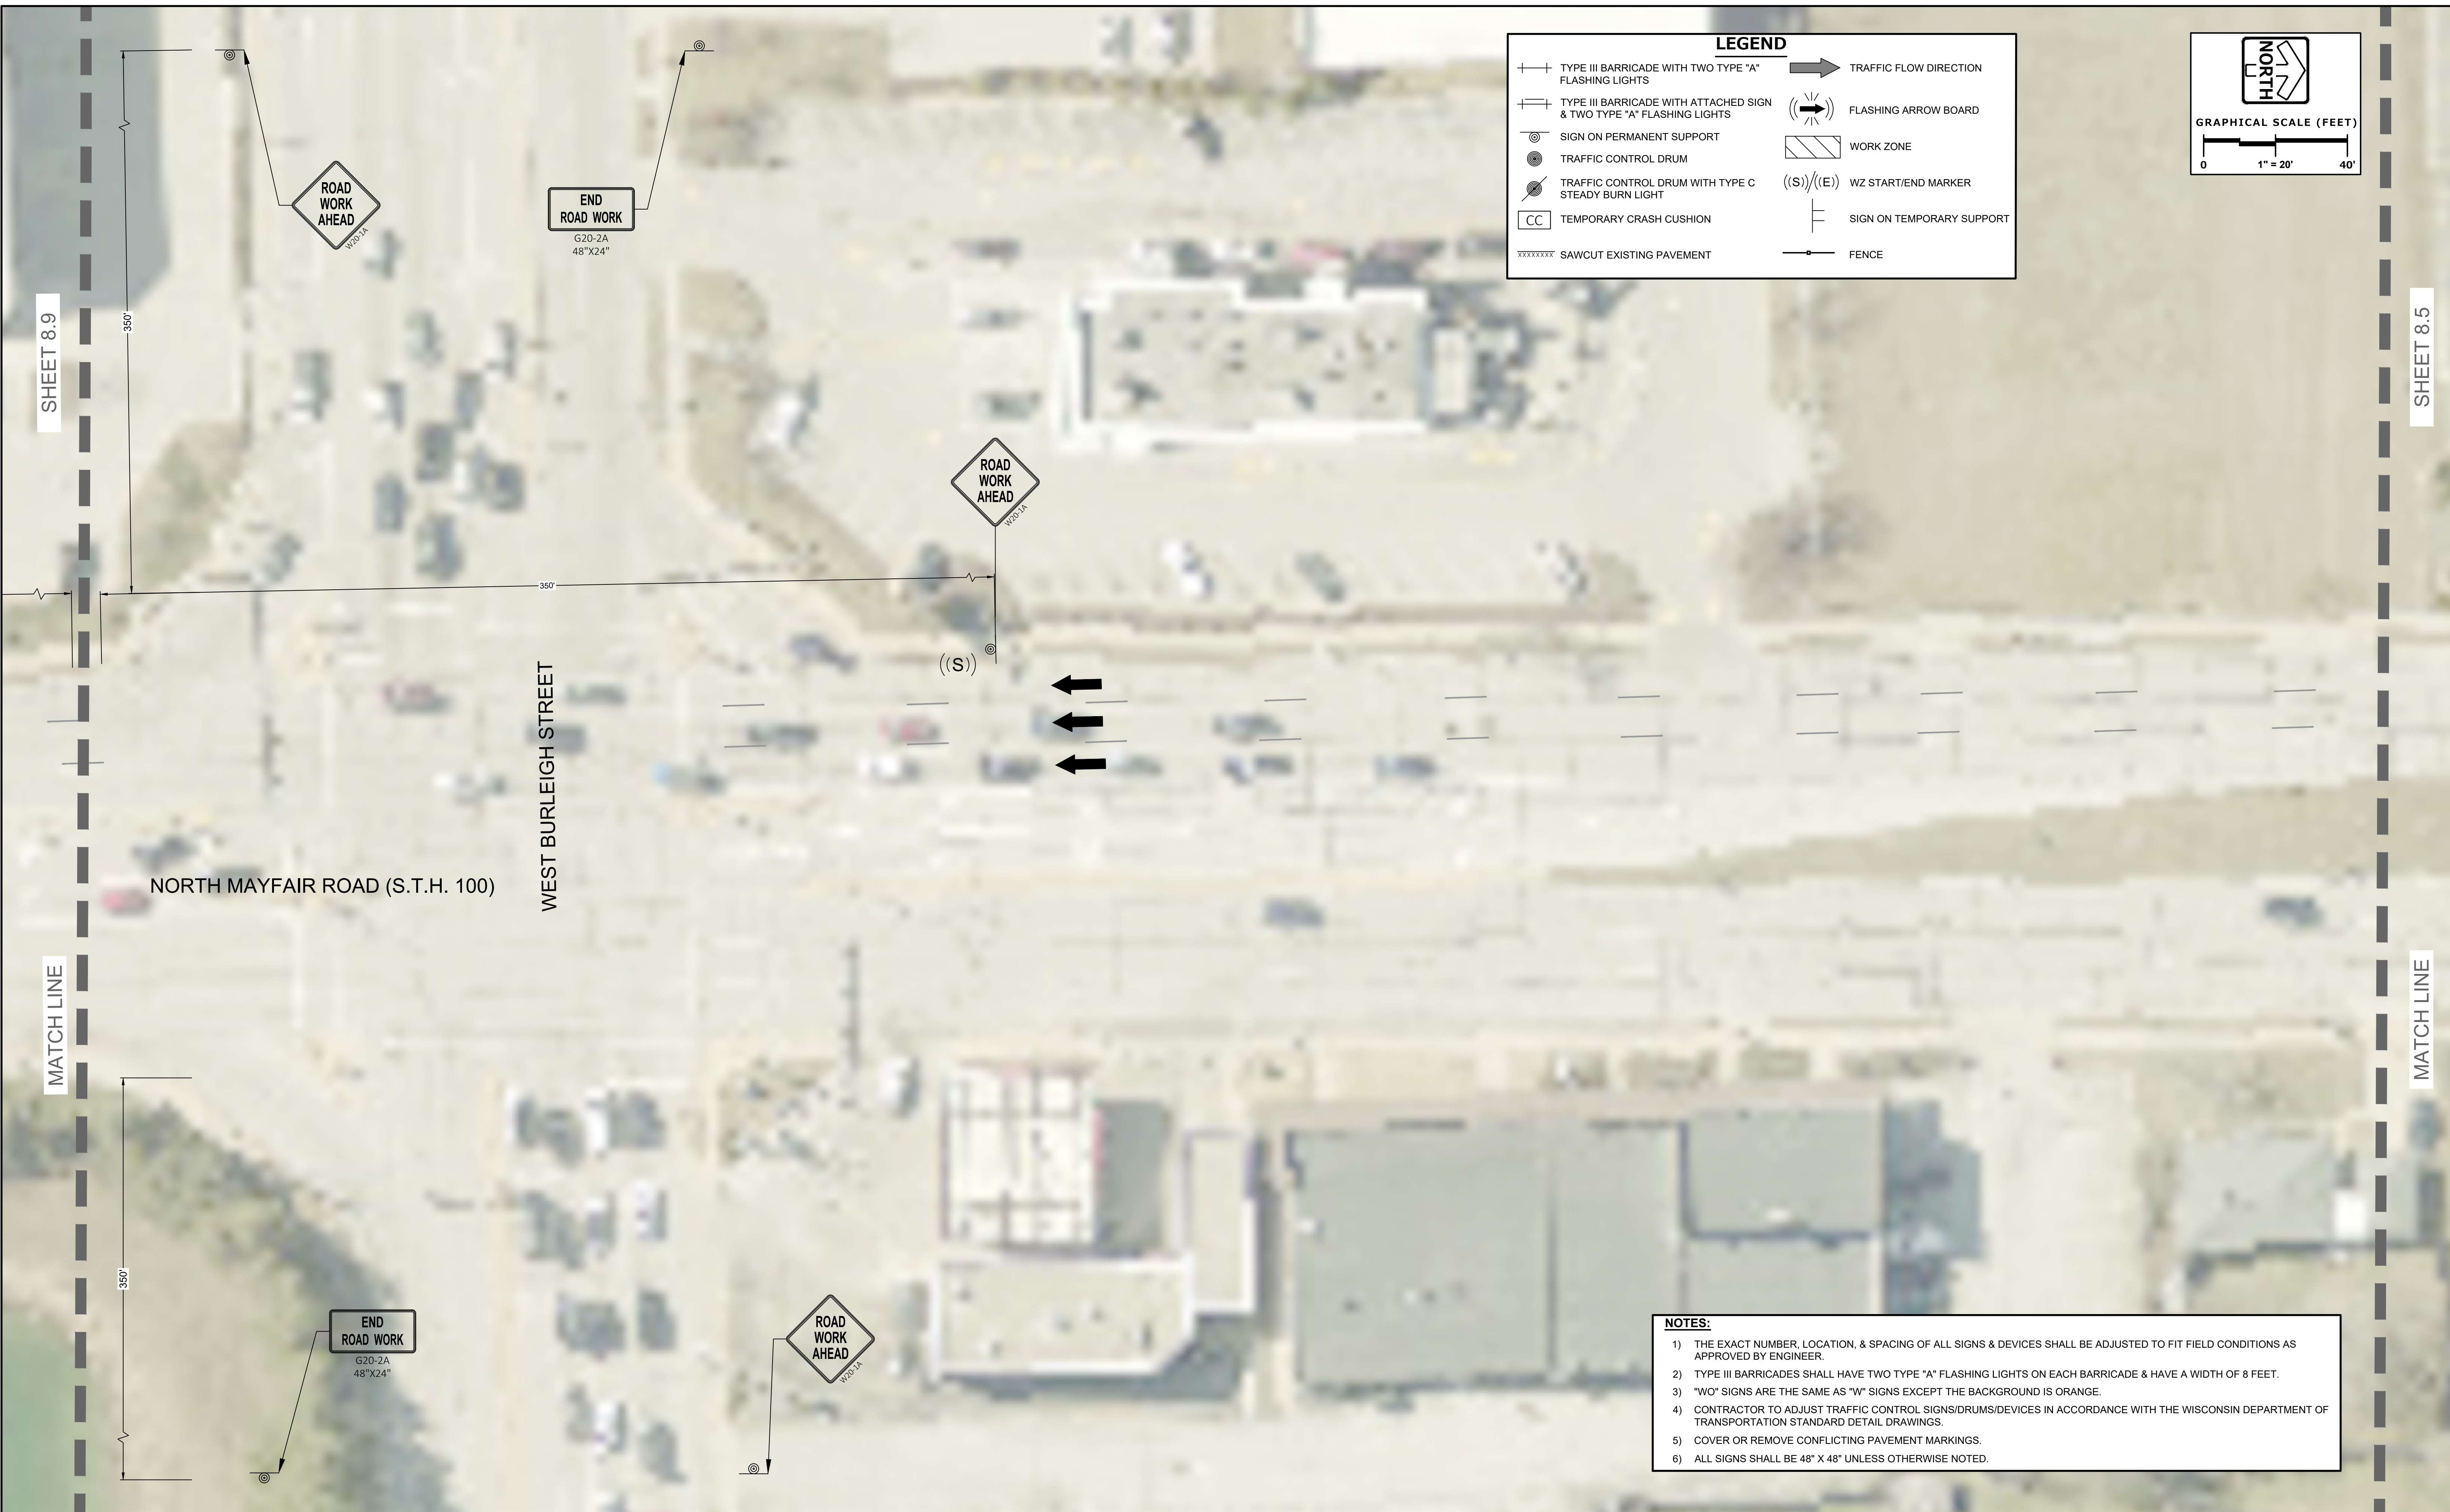 LEGEND
TYPE III BARRICADE WITH TWO TYPE "A"
FLASHING LIGHTS
TYPE III BARRICADE WITH ATTACHED SIGN
& TWO TYPE "A" FLASHING LIGHTS
SIGN ON PERMANENT SUPPORT
TRAFFIC CONTROL DRUM
TRAFFIC CONTROL DRUM WITH TYPE C
STEADY BURN LIGHT
CC TEMPORARY CRASH CUSHION
XXXXXXXX SAWCUT EXISTING PAVEMENT
TRAFFIC FLOW DIRECTION
FLASHING ARROW BOARD
WORK ZONE
((S))/((E)) WZ START/END MARKER
SIGN ON TEMPORARY SUPPORT
FENCE
NORTH
GRAPHICAL SCALE (FEET)
0 1" = 20' 40'
ROAD
WORK
AHEAD
W20-1A
END
ROAD WORK
G20-2A
48"X24"
350'
SHEET 8.9
SHEET 8.5
ROAD
WORK
AHEAD
W20-1A
350'
((S))
WEST BURLEIGH STREET
NORTH MAYFAIR ROAD (S.T.H. 100)
MATCH LINE
MATCH LINE
350'
END
ROAD WORK
G20-2A
48"X24"
ROAD
WORK
AHEAD
W20-1A
NOTES:
1) THE EXACT NUMBER, LOCATION, & SPACING OF ALL SIGNS & DEVICES SHALL BE ADJUSTED TO FIT FIELD CONDITIONS AS
APPROVED BY ENGINEER.
2) TYPE III BARRICADES SHALL HAVE TWO TYPE "A" FLASHING LIGHTS ON EACH BARRICADE & HAVE A WIDTH OF 8 FEET.
3) "WO" SIGNS ARE THE SAME AS "W" SIGNS EXCEPT THE BACKGROUND IS ORANGE.
4) CONTRACTOR TO ADJUST TRAFFIC CONTROL SIGNS/DRUMS/DEVICES IN ACCORDANCE WITH THE WISCONSIN DEPARTMENT OF
TRANSPORTATION STANDARD DETAIL DRAWINGS.
5) COVER OR REMOVE CONFLICTING PAVEMENT MARKINGS.
6) ALL SIGNS SHALL BE 48" X 48" UNLESS OTHERWISE NOTED.